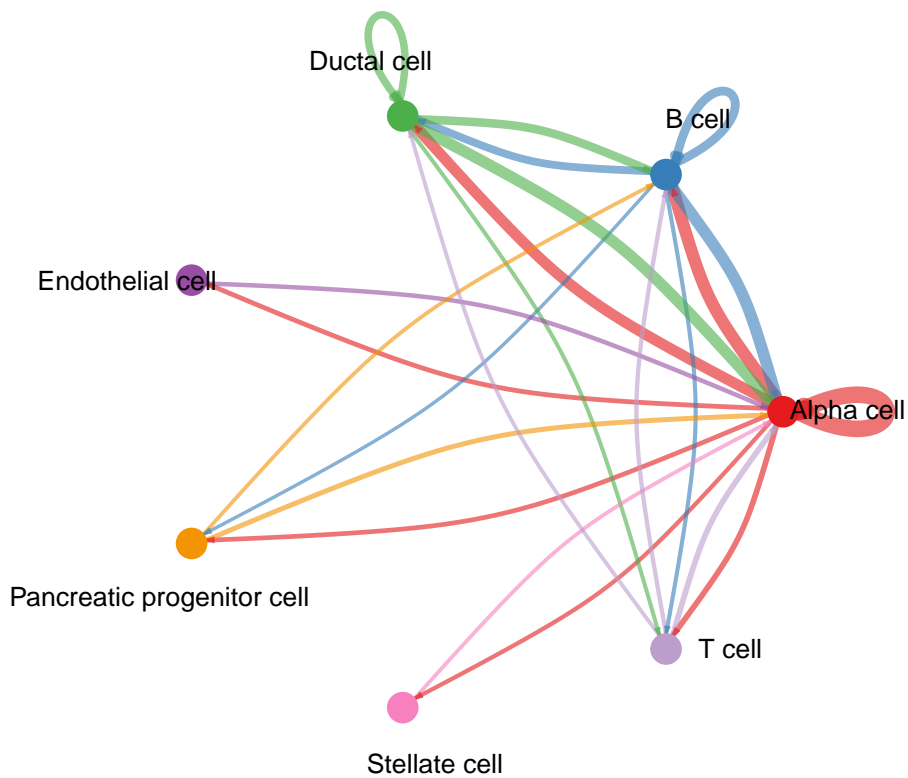 Ductal cell
B cell
Endothelial cell
Alpha cell
Pancreatic progenitor cell
T cell
Stellate cell